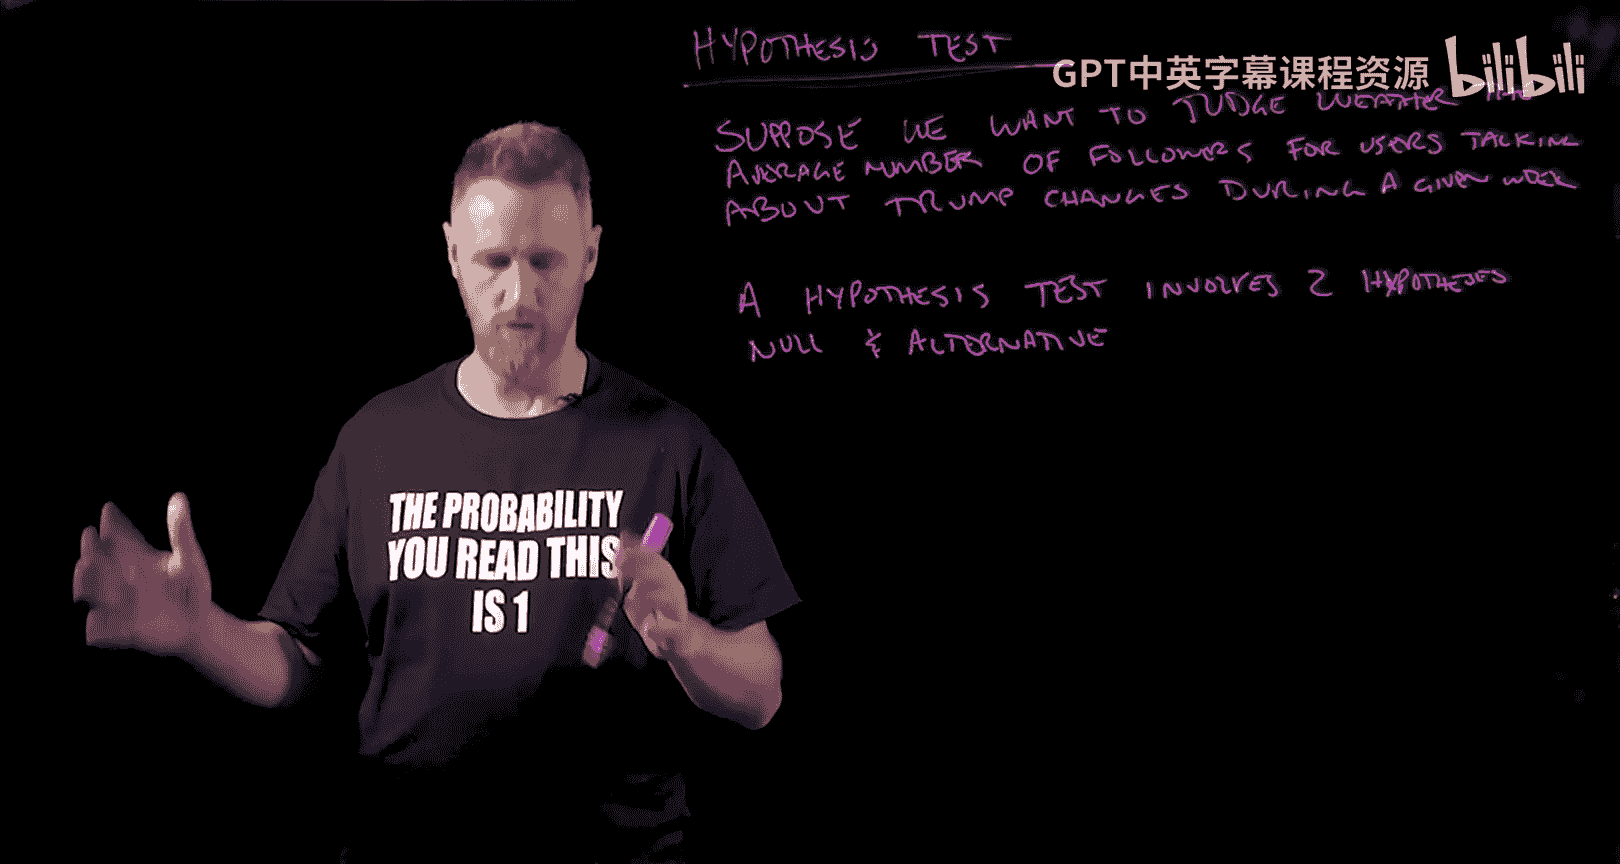 HYPOTHESIS TEST
GPT中英字幕课程资源 bilibili
SUPPOSE WE WANT TO JUDGE WEATHER THE
AVERAGE NUMBER OF FOLLOWERS FOR USERS TALKING
ABOUT TRUMP CHANGES DURING A GIVEN WEEK
A HYPOTHESIS TEST INVOLVES 2 HYPOTHESES
NULL & ALTERNATIVE
THE PROBABILITY
YOU READ THIS
IS 1